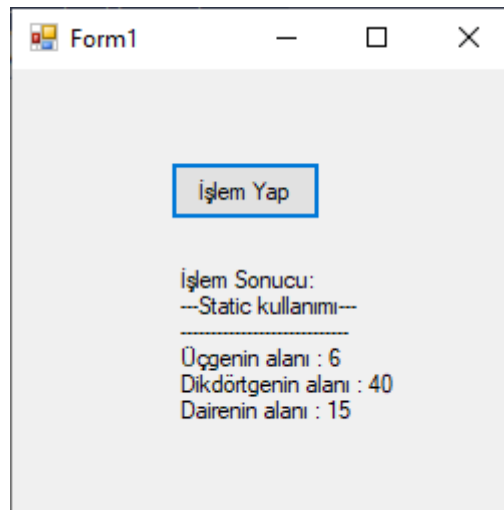 Form1
İşlem Yap
İşlem Sonucu:
---Static kullanımı---
----------------------------
Üçgenin alanı : 6
Dikdörtgenin alanı : 40
Dairenin alanı : 15